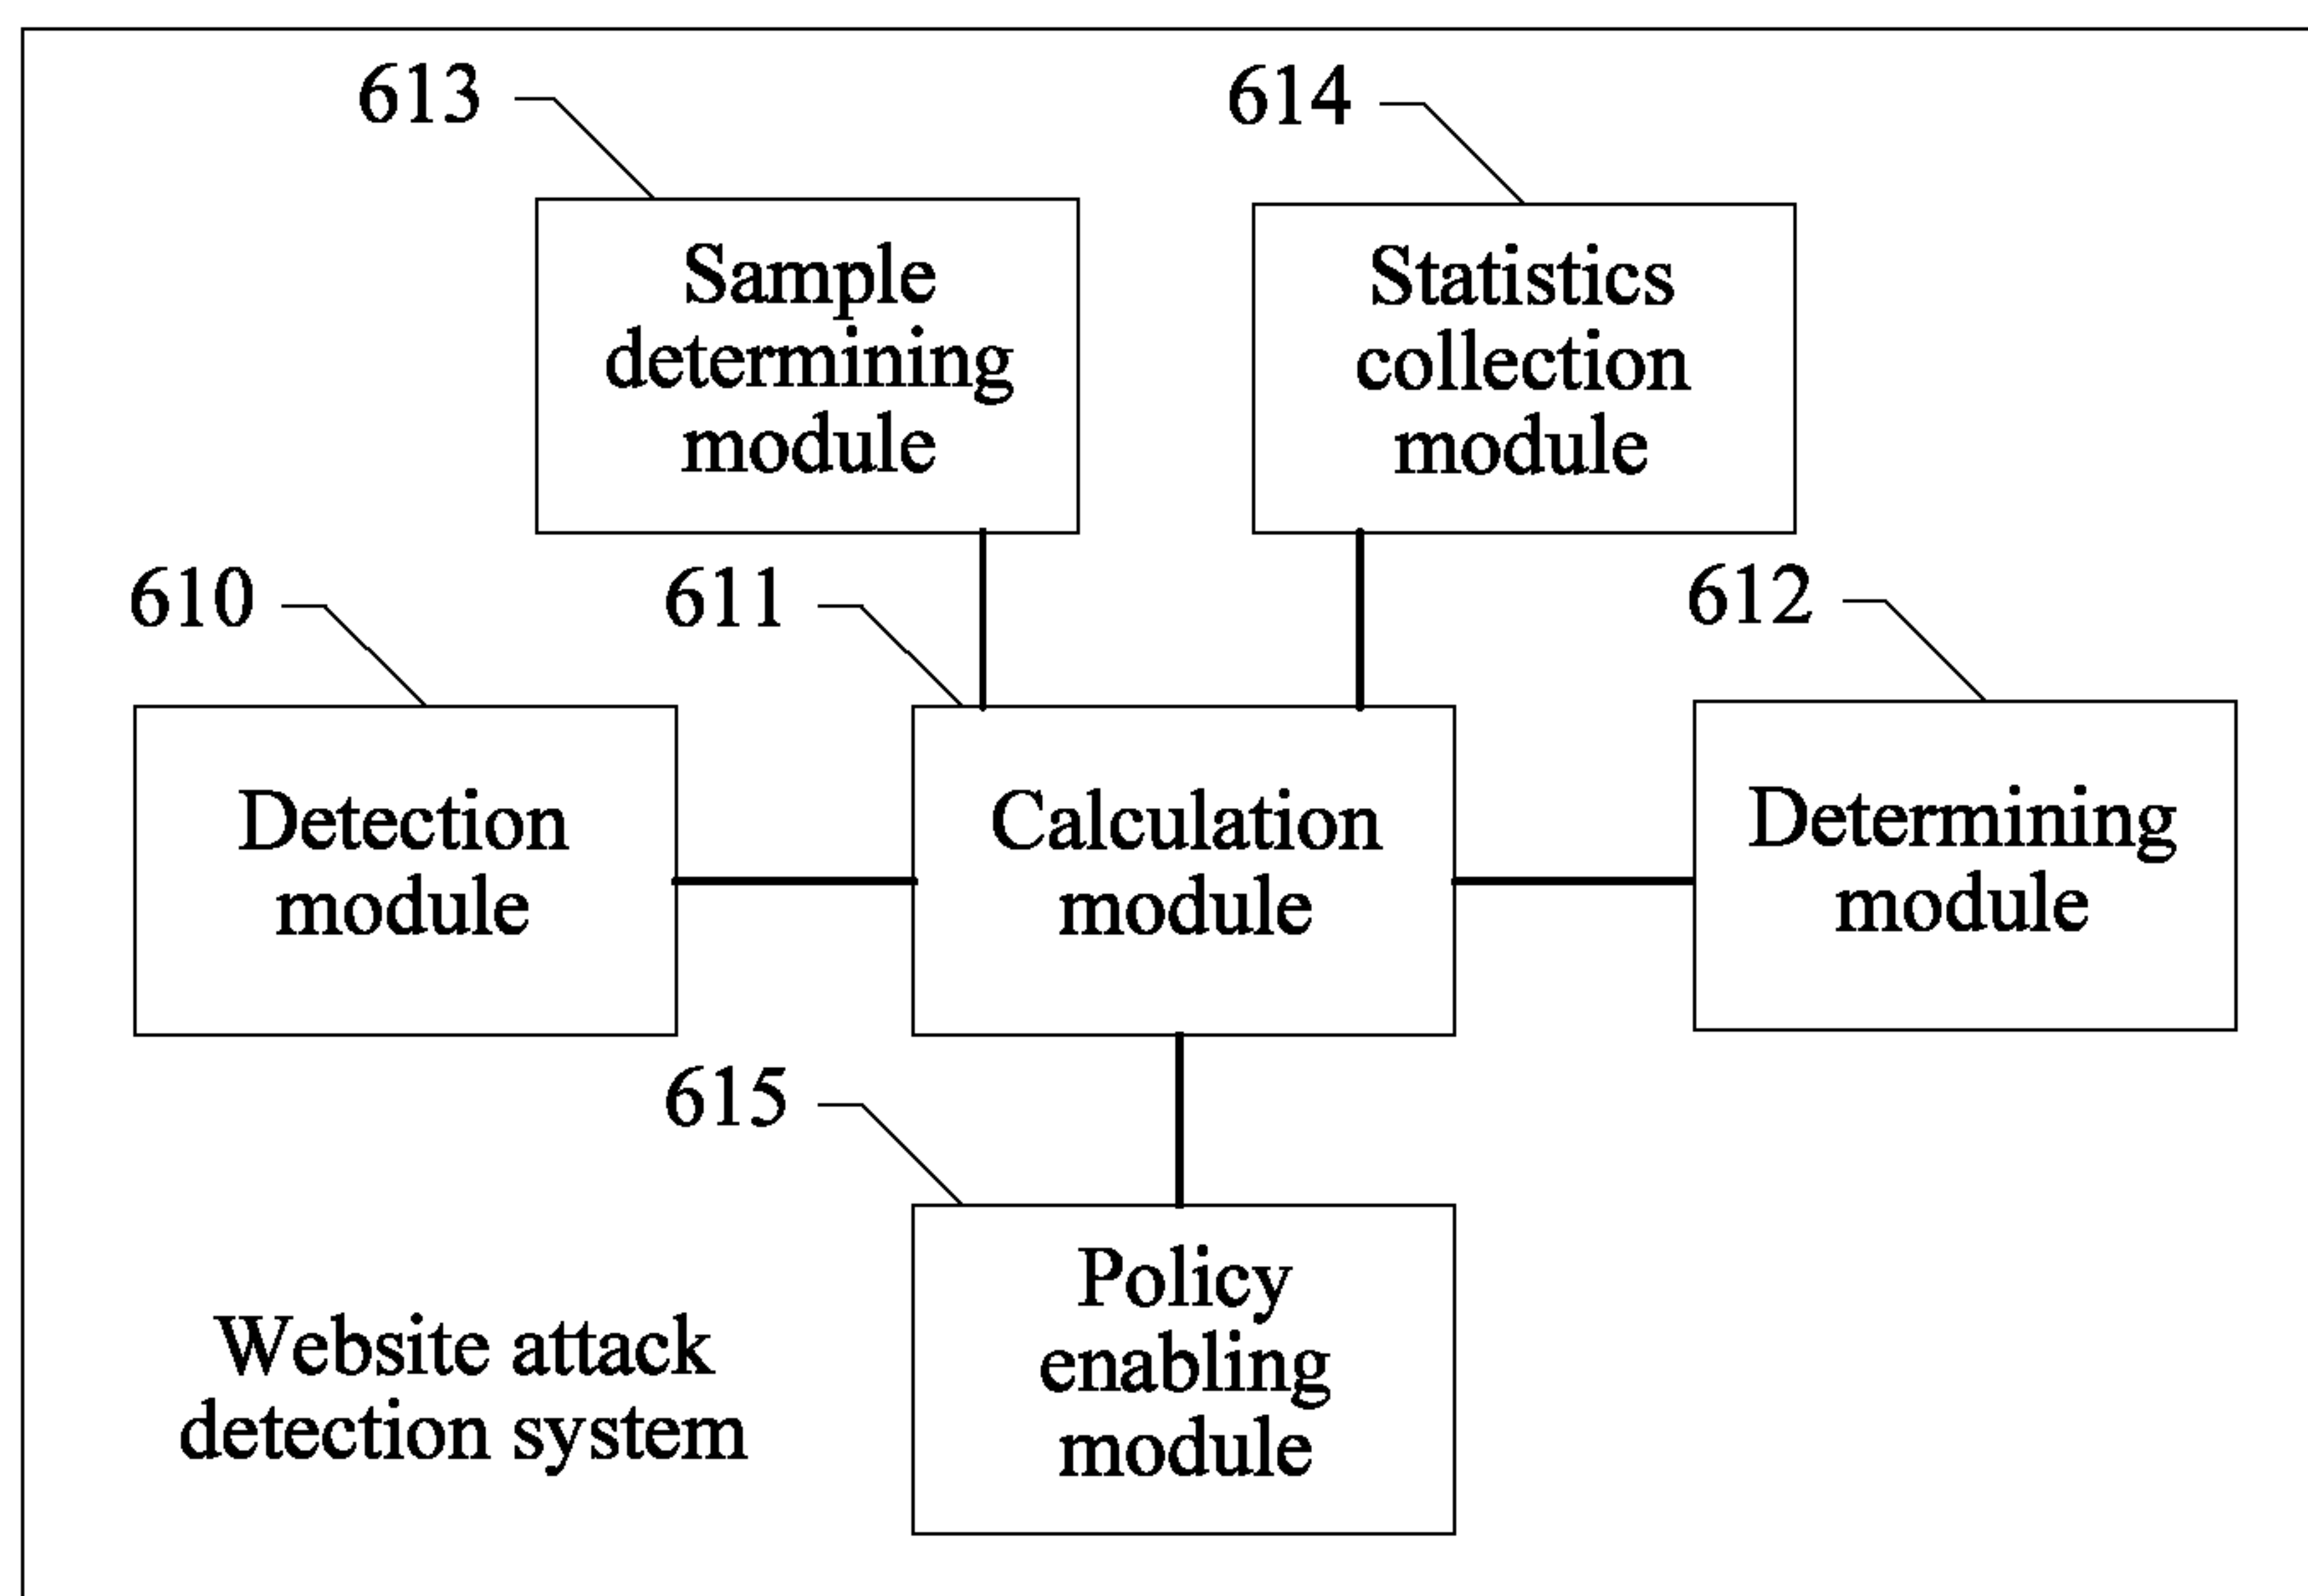 613
614
Sample
determining
module
Statistics
collection
module
610
611
612
Detection
module
Calculation
module
Determining
module
615
Policy
enabling
module
Website attack
detection system